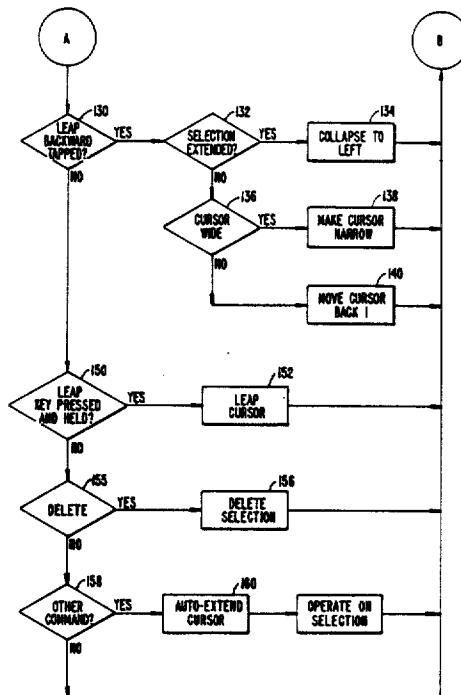 A
B
130
LEAP
BACKWARD
TAPPED?
YES
NO
132
SELECTION
EXTENDED?
YES
NO
134
COLLAPSE TO
LEFT
136
CURSOR
WIDE
YES
NO
138
MAKE CURSOR
NARROW
140
MOVE CURSOR
BACK 1
150
LEAP
KEY PRESSED
AND HELD?
YES
NO
152
LEAP
CURSOR
155
DELETE
YES
NO
156
DELETE
SELECTION
158
OTHER
COMMAND?
YES
NO
160
AUTO-EXTEND
CURSOR
OPERATE ON
SELECTION